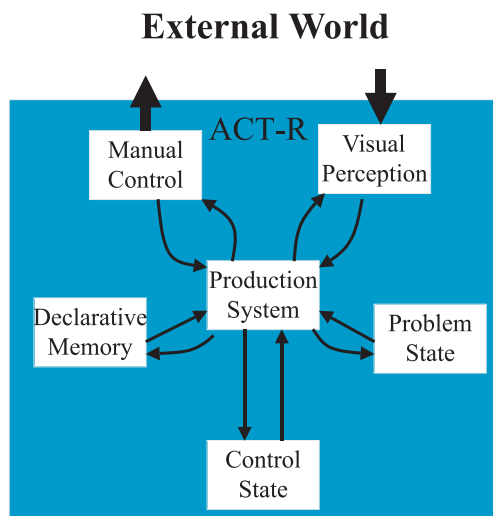 External World
ACT-R
Manual
Control
Visual
Perception
Production
System
Declarative
Memory
Problem
State
Control
State